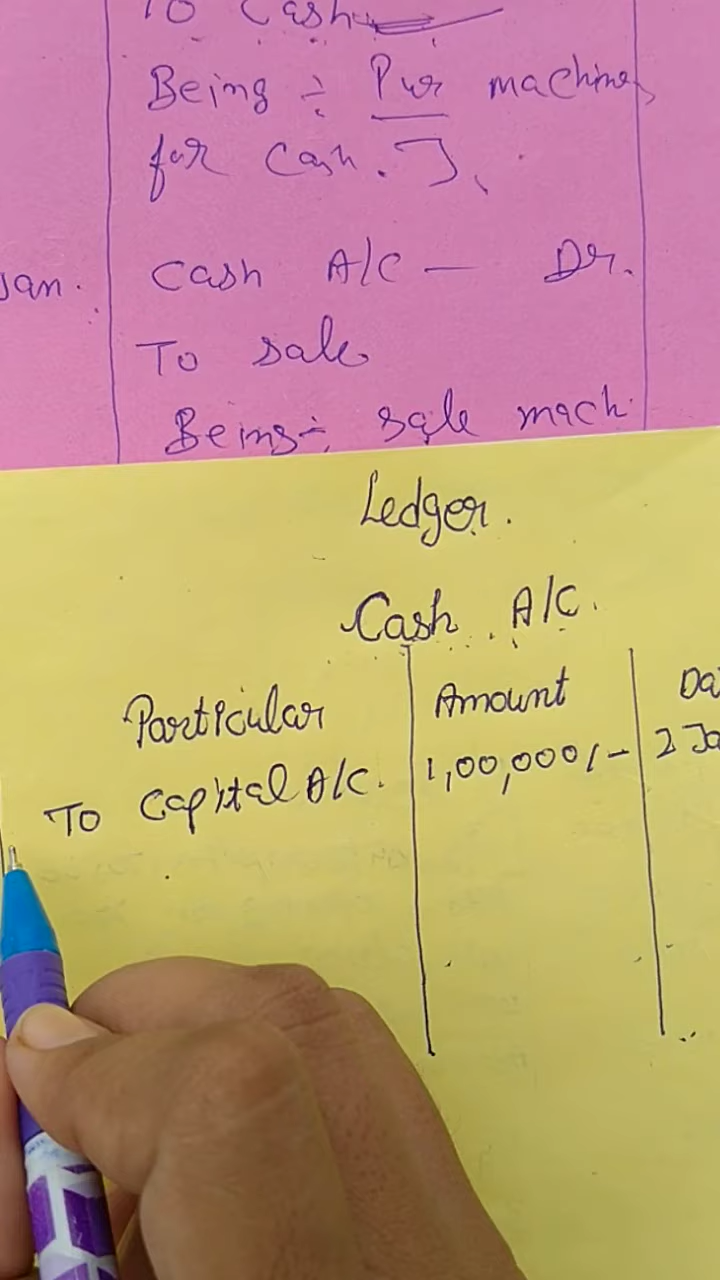 To Cash
Being ÷ Pur machine
for cash. J.
Jan. Cash A/C — Dr.
To sale
Being ÷ sale mach.
Ledger.
Cash A/C.
Particular Amount Da
To Capital A/C. 1,00,000/- 2 Ja